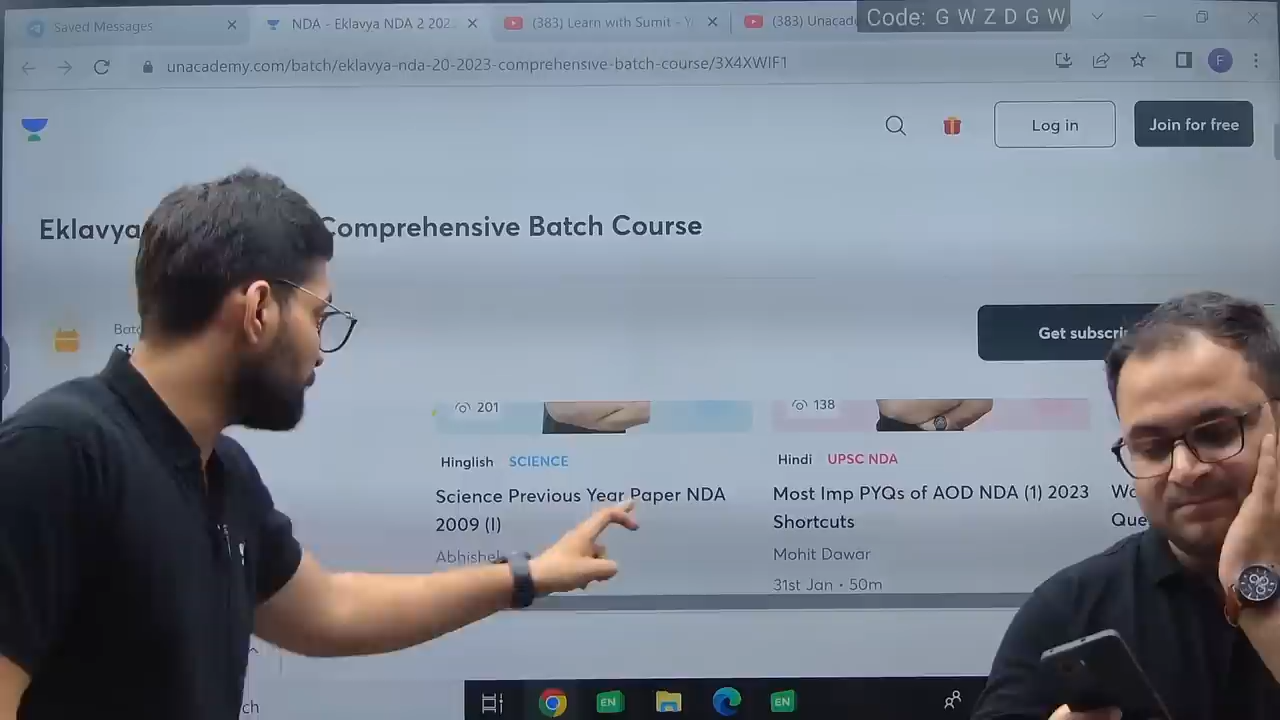 Saved Messages
NDA - Eklavya NDA 2 202
(383) Learn with Sumit - Y
(383) Unacad
Code: G W Z D G W
unacademy.com/batch/eklavya-nda-20-2023-comprehensive-batch-course/3X4XWIF1
F
Log in
Join for free
Eklavya Comprehensive Batch Course
Get subscri
201
138
Hinglish SCIENCE
Hindi UPSC NDA
Science Previous Year Paper NDA
2009 (I)
Most Imp PYQs of AOD NDA (1) 2023
Shortcuts
Que
Abhishek
Mohit Dawar
31st Jan • 50m
ch
EN
EN